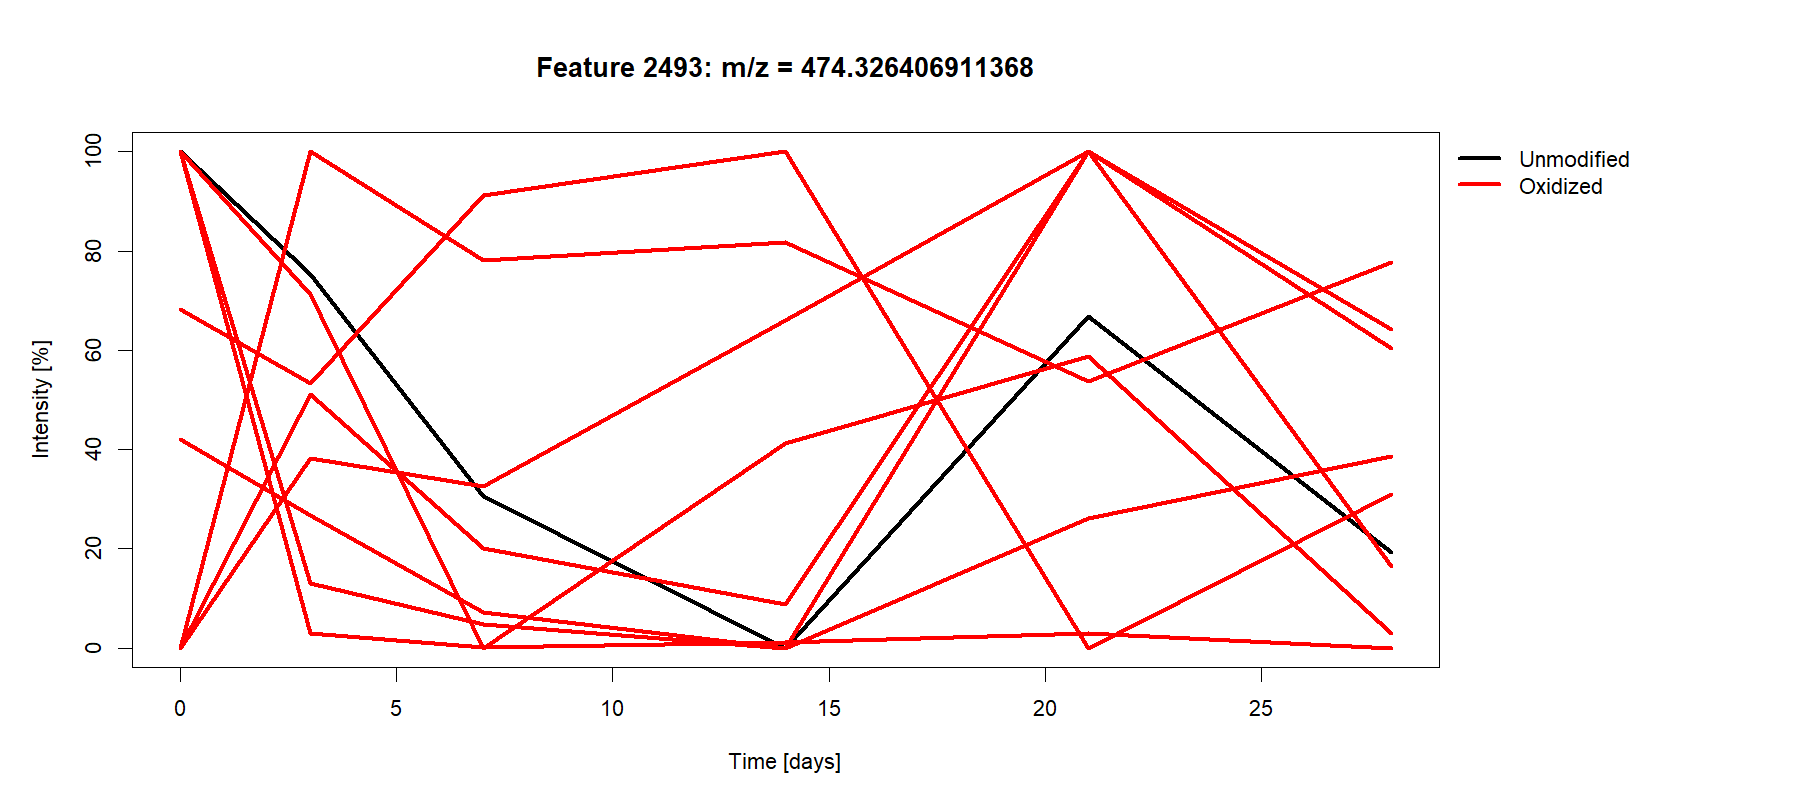 Feature 2493: m/z = 474.326406911368
Intensity [%]
100
80
60
40
20
0
0 5 10 15 20 25
Time [days]
Unmodified
Oxidized